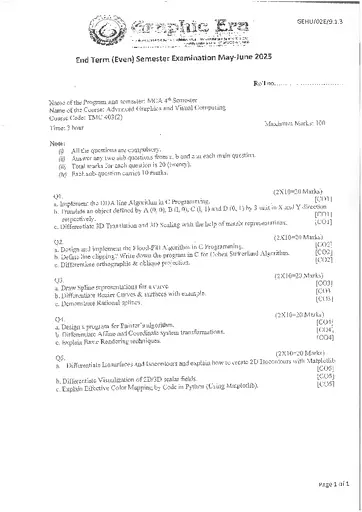 GEHU/02E/9.1.3
Graphic Era
End Term (Even) Semester Examination May-June 2025
Roll no.
Name of the Program and semester: MCA 4th Semester
Name of the Course: Advanced Graphics and Visual Computing
Course Code: TMC 403(2)
Time: 3 hour
Maximum Marks: 100
Note:
(i) All the questions are compulsory.
(ii) Answer any two sub questions from a, b and c in each main question.
(iii) Total marks for each question is 20 (twenty).
(iv) Each sub-question carries 10 marks.
Q1. (2X10=20 Marks)
a. Implement the DDA line Algorithm in C Programming. [CO1]
b. Translate an object defined by A (0, 0), B (1, 0), C (1, 1) and D (0, 1) by 3 unit in X and Y direction respectively. [CO1]
c. Differentiate 3D Translation and 3D Scaling with the help of matrix representations. [CO1]
Q2. (2X10=20 Marks)
a. Design and implement the Flood-Fill Algorithm in C Programming. [CO2]
b. Define line clipping? Write down the program in C for Cohen Sutherland Algorithm. [CO2]
c. Differentiate orthographic & oblique projection. [CO2]
Q3. (2X10=20 Marks)
a. Draw Spline representations for a curve. [CO3]
b. Differentiate Bezier Curves & surfaces with example. [CO3]
c. Demonstrate Rational splines. [CO3]
Q4. (2X10=20 Marks)
a. Design a program for Painter's algorithm. [CO4]
b. Differentiate Affine and Coordinate system transformations. [CO4]
c. Explain Basic Rendering techniques. [CO4]
Q5. (2X10=20 Marks)
a. Differentiate Isosurfaces and Isocontours and explain how to create 2D Isocontours with Matplotlib [CO5]
b. Differentiate Visualization of 2D/3D scalar fields. [CO5]
c. Explain Effective Color Mapping by Code in Python (Using Matplotlib). [CO5]
Page 1 of 1